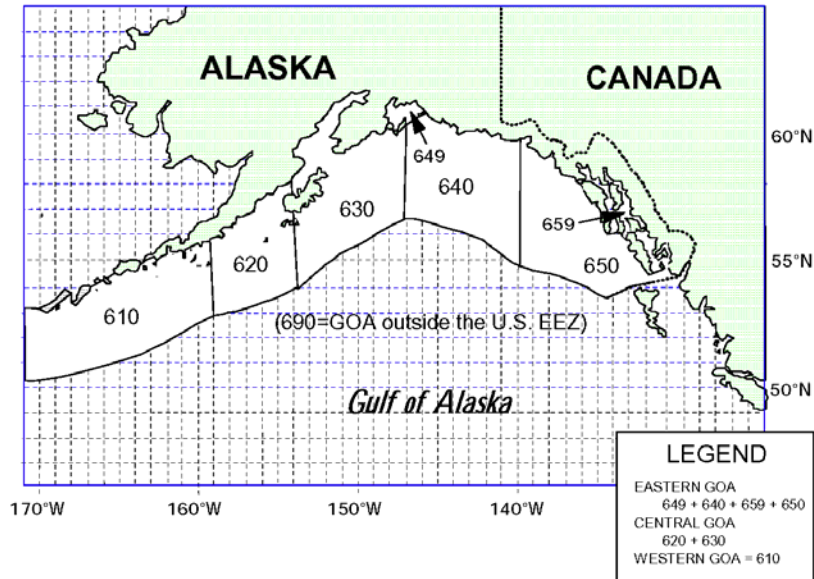 ALASKA
CANADA
60°N
649
640
630
659
620
650
55°N
610
(690=GOA outside the U.S. EEZ)
50°N
Gulf of Alaska
LEGEND
EASTERN GOA
649 + 640 + 659 + 650
CENTRAL GOA
620 + 630
WESTERN GOA = 610
170°W
160°W
150°W
140°W